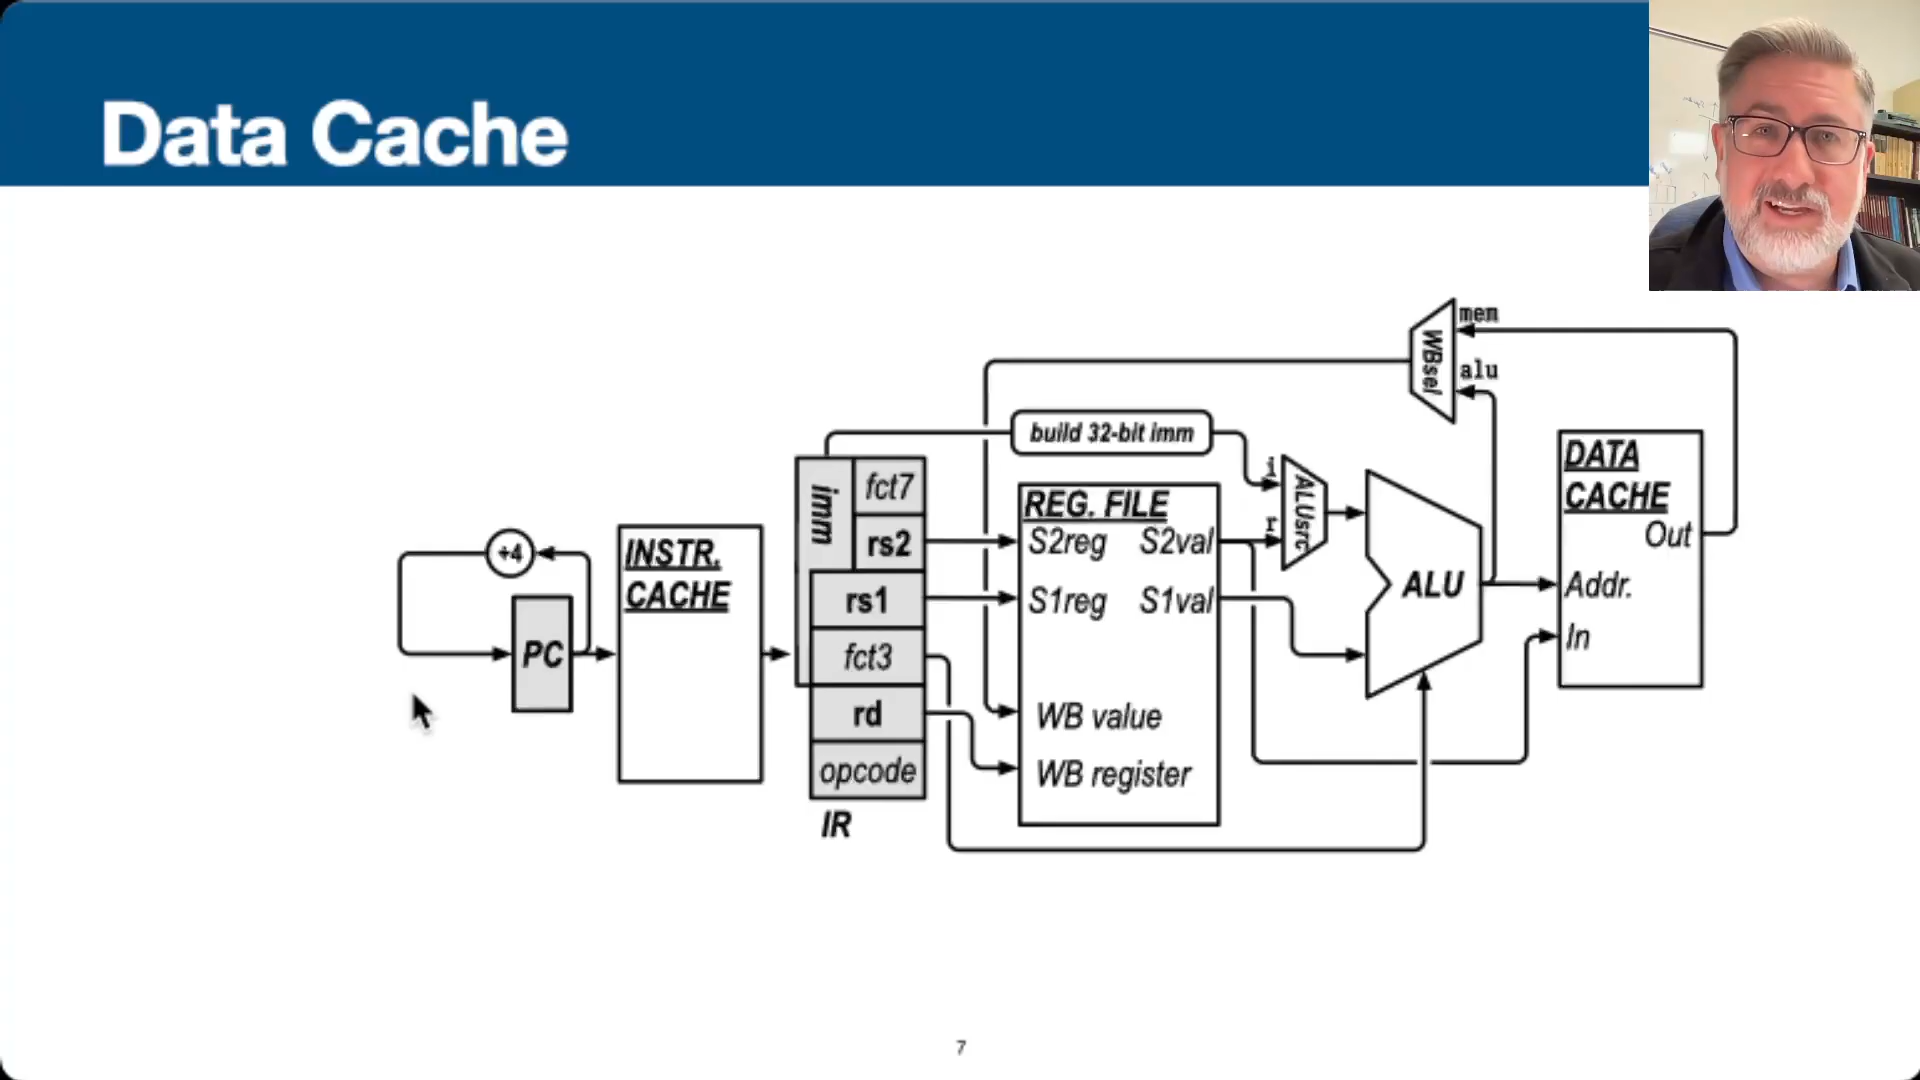 Data Cache
mem
WBsel
alu
build 32-bit imm
DATA
CACHE
Out
Addr.
In
imm
fct7
rs2
rs1
fct3
rd
opcode
IR
REG. FILE
S2reg S2val
S1reg S1val
WB value
WB register
i
r
ALUsrc
ALU
+4
PC
INSTR.
CACHE
7